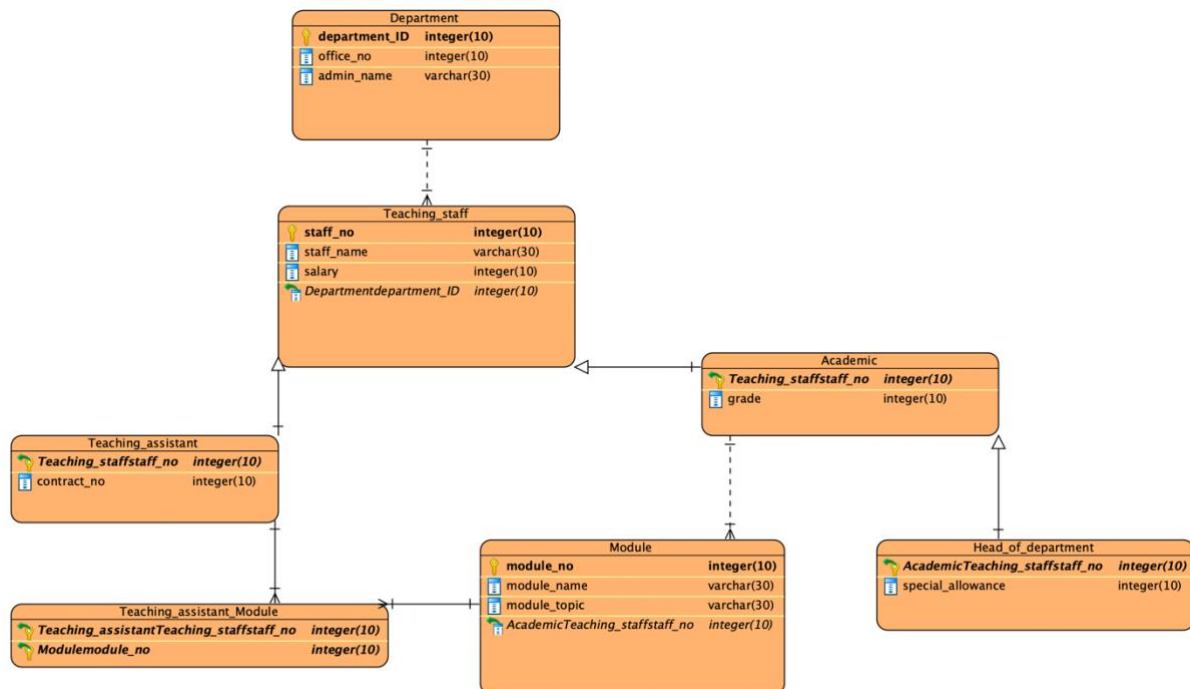 Department
department_ID integer(10)
office_no integer(10)
admin_name varchar(30)
Teaching_staff
staff_no integer(10)
staff_name varchar(30)
salary integer(10)
Departmentdepartment_ID integer(10)
Academic
Teaching_staffstaff_no integer(10)
grade integer(10)
Teaching_assistant
Teaching_staffstaff_no integer(10)
contract_no integer(10)
Module
module_no integer(10)
module_name varchar(30)
module_topic varchar(30)
AcademicTeaching_staffstaff_no integer(10)
Head_of_department
AcademicTeaching_staffstaff_no integer(10)
special_allowance integer(10)
Teaching_assistant_Module
Teaching_assistantTeaching_staffstaff_no integer(10)
Modulemodule_no integer(10)